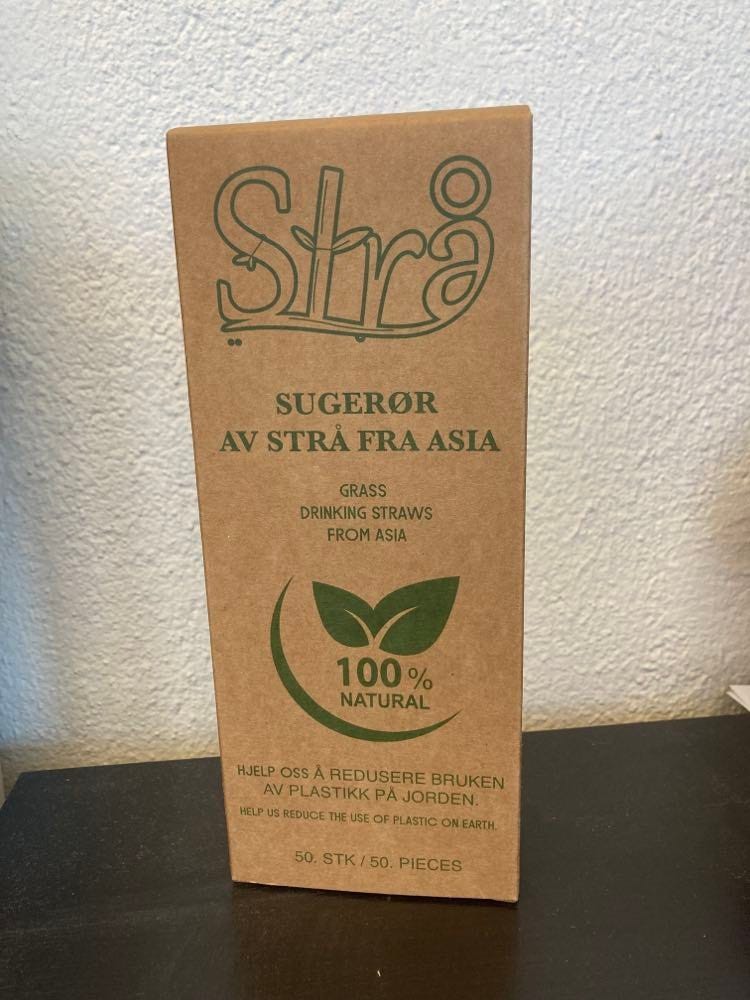 Strå
SUGERØR
AV STRÅ FRA ASIA
GRASS
DRINKING STRAWS
FROM ASIA
100%
NATURAL
HJELP OSS Å REDUSERE BRUKEN
AV PLASTIKK PÅ JORDEN.
HELP US REDUCE THE USE OF PLASTIC ON EARTH.
50. STK / 50. PIECES